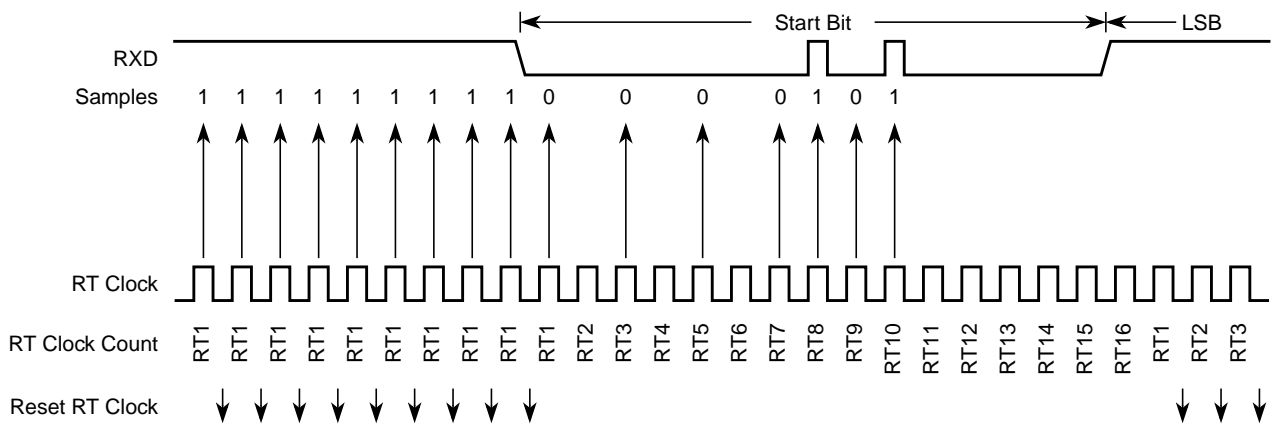 Start Bit LSB
RXD
Samples 1 1 1 1 1 1 1 1 1 0 0 0 0 1 0 1
RT Clock
RT Clock Count RT1 RT1 RT1 RT1 RT1 RT1 RT1 RT1 RT1 RT1 RT2 RT3 RT4 RT5 RT6 RT7 RT8 RT9 RT10 RT11 RT12 RT13 RT14 RT15 RT16 RT1 RT2 RT3
Reset RT Clock